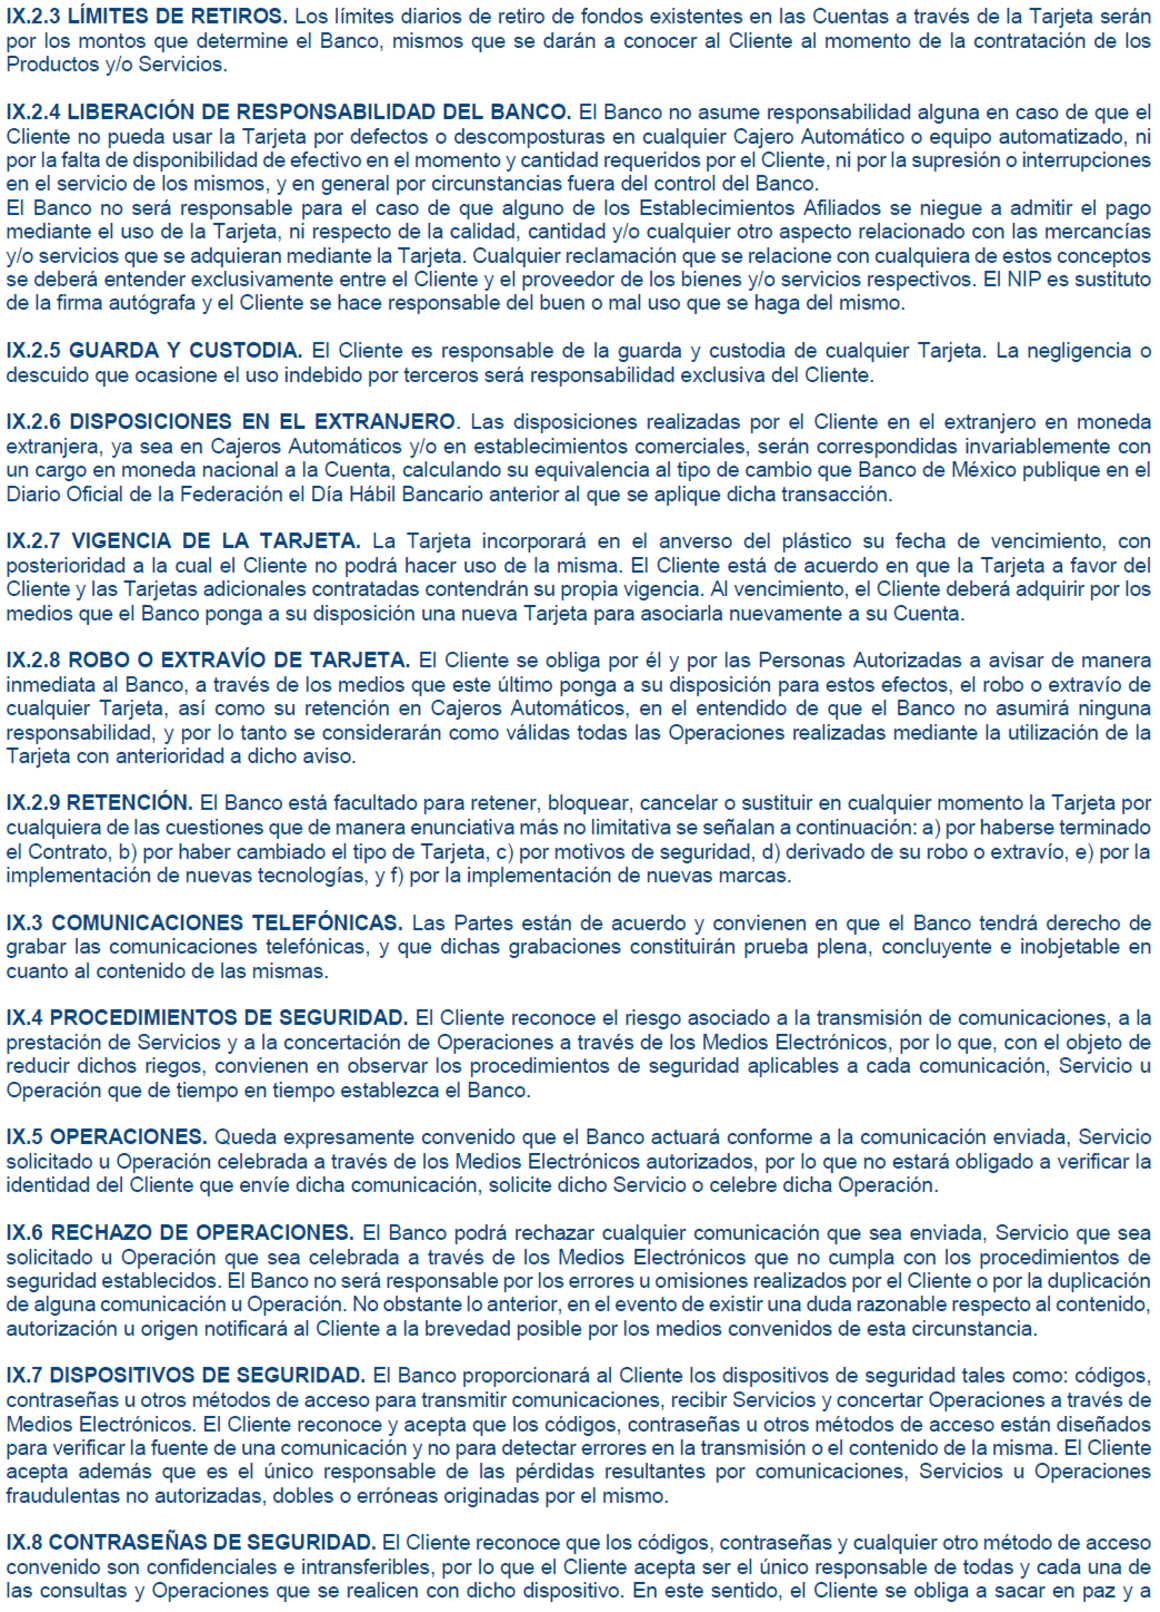 IX.2.3 LÍMITES DE RETIROS. Los límites diarios de retiro de fondos existentes en las Cuentas a través de la Tarjeta serán
por los montos que determine el Banco, mismos que se darán a conocer al Cliente al momento de la contratación de los
Productos y/o Servicios.
IX.2.4 LIBERACIÓN DE RESPONSABILIDAD DEL BANCO. El Banco no asume responsabilidad alguna en caso de que el
Cliente no pueda usar la Tarjeta por defectos o descomposturas en cualquier Cajero Automático o equipo automatizado, ni
por la falta de disponibilidad de efectivo en el momento y cantidad requeridos por el Cliente, ni por la supresión o interrupciones
en el servicio de los mismos, y en general por circunstancias fuera del control del Banco.
El Banco no será responsable para el caso de que alguno de los Establecimientos Afiliados se niegue a admitir el pago
mediante el uso de la Tarjeta, ni respecto de la calidad, cantidad y/o cualquier otro aspecto relacionado con las mercancías
y/o servicios que se adquieran mediante la Tarjeta. Cualquier reclamación que se relacione con cualquiera de estos conceptos
se deberá entender exclusivamente entre el Cliente y el proveedor de los bienes y/o servicios respectivos. El NIP es sustituto
de la firma autógrafa y el Cliente se hace responsable del buen o mal uso que se haga del mismo.
IX.2.5 GUARDA Y CUSTODIA. El Cliente es responsable de la guarda y custodia de cualquier Tarjeta. La negligencia o
descuido que ocasione el uso indebido por terceros será responsabilidad exclusiva del Cliente.
IX.2.6 DISPOSICIONES EN EL EXTRANJERO. Las disposiciones realizadas por el Cliente en el extranjero en moneda
extranjera, ya sea en Cajeros Automáticos y/o en establecimientos comerciales, serán correspondidas invariablemente con
un cargo en moneda nacional a la Cuenta, calculando su equivalencia al tipo de cambio que Banco de México publique en el
Diario Oficial de la Federación el Día Hábil Bancario anterior al que se aplique dicha transacción.
IX.2.7 VIGENCIA DE LA TARJETA. La Tarjeta incorporará en el anverso del plástico su fecha de vencimiento, con
posterioridad a la cual el Cliente no podrá hacer uso de la misma. El Cliente está de acuerdo en que la Tarjeta a favor del
Cliente y las Tarjetas adicionales contratadas contendrán su propia vigencia. Al vencimiento, el Cliente deberá adquirir por los
medios que el Banco ponga a su disposición una nueva Tarjeta para asociarla nuevamente a su Cuenta.
IX.2.8 ROBO O EXTRAVÍO DE TARJETA. El Cliente se obliga por él y por las Personas Autorizadas a avisar de manera
inmediata al Banco, a través de los medios que este último ponga a su disposición para estos efectos, el robo o extravío de
cualquier Tarjeta, así como su retención en Cajeros Automáticos, en el entendido de que el Banco no asumirá ninguna
responsabilidad, y por lo tanto se considerarán como válidas todas las Operaciones realizadas mediante la utilización de la
Tarjeta con anterioridad a dicho aviso.
IX.2.9 RETENCIÓN. El Banco está facultado para retener, bloquear, cancelar o sustituir en cualquier momento la Tarjeta por
cualquiera de las cuestiones que de manera enunciativa más no limitativa se señalan a continuación: a) por haberse terminado
el Contrato, b) por haber cambiado el tipo de Tarjeta, c) por motivos de seguridad, d) derivado de su robo o extravío, e) por la
implementación de nuevas tecnologías, y f) por la implementación de nuevas marcas.
IX.3 COMUNICACIONES TELEFÓNICAS. Las Partes están de acuerdo y convienen en que el Banco tendrá derecho de
grabar las comunicaciones telefónicas, y que dichas grabaciones constituirán prueba plena, concluyente e inobjetable en
cuanto al contenido de las mismas.
IX.4 PROCEDIMIENTOS DE SEGURIDAD. El Cliente reconoce el riesgo asociado a la transmisión de comunicaciones, a la
prestación de Servicios y a la concertación de Operaciones a través de los Medios Electrónicos, por lo que, con el objeto de
reducir dichos riegos, convienen en observar los procedimientos de seguridad aplicables a cada comunicación, Servicio u
Operación que de tiempo en tiempo establezca el Banco.
IX.5 OPERACIONES. Queda expresamente convenido que el Banco actuará conforme a la comunicación enviada, Servicio
solicitado u Operación celebrada a través de los Medios Electrónicos autorizados, por lo que no estará obligado a verificar la
identidad del Cliente que envíe dicha comunicación, solicite dicho Servicio o celebre dicha Operación.
IX.6 RECHAZO DE OPERACIONES. El Banco podrá rechazar cualquier comunicación que sea enviada, Servicio que sea
solicitado u Operación que sea celebrada a través de los Medios Electrónicos que no cumpla con los procedimientos de
seguridad establecidos. El Banco no será responsable por los errores u omisiones realizados por el Cliente o por la duplicación
de alguna comunicación u Operación. No obstante lo anterior, en el evento de existir una duda razonable respecto al contenido,
autorización u origen notificará al Cliente a la brevedad posible por los medios convenidos de esta circunstancia.
IX.7 DISPOSITIVOS DE SEGURIDAD. El Banco proporcionará al Cliente los dispositivos de seguridad tales como: códigos,
contraseñas u otros métodos de acceso para transmitir comunicaciones, recibir Servicios y concertar Operaciones a través de
Medios Electrónicos. El Cliente reconoce y acepta que los códigos, contraseñas u otros métodos de acceso están diseñados
para verificar la fuente de una comunicación y no para detectar errores en la transmisión o el contenido de la misma. El Cliente
acepta además que es el único responsable de las pérdidas resultantes por comunicaciones, Servicios u Operaciones
fraudulentas no autorizadas, dobles o erróneas originadas por el mismo.
IX.8 CONTRASEÑAS DE SEGURIDAD. El Cliente reconoce que los códigos, contraseñas y cualquier otro método de acceso
convenido son confidenciales e intransferibles, por lo que el Cliente acepta ser el único responsable de todas y cada una de
las consultas y Operaciones que se realicen con dicho dispositivo. En este sentido, el Cliente se obliga a sacar en paz y a